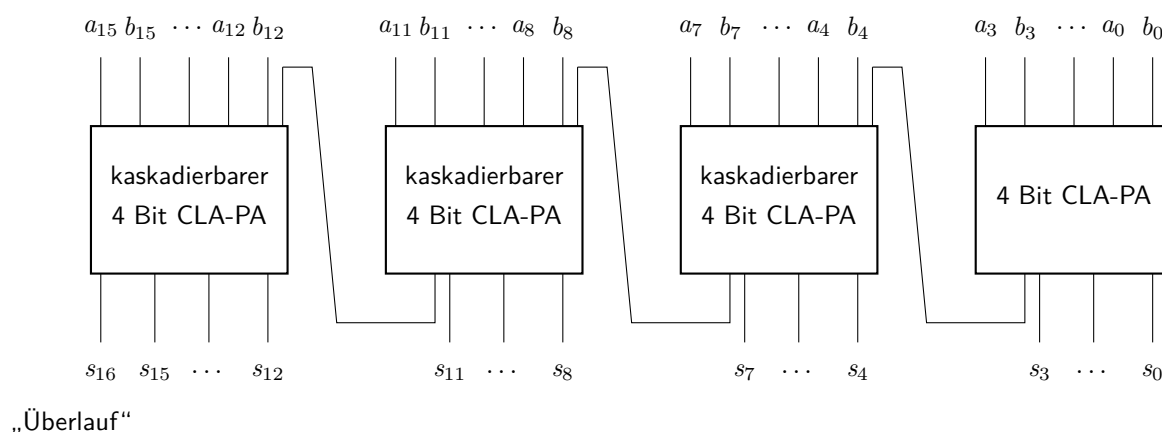 a15 b15 ··· a12 b12 a11 b11 ··· a8 b8 a7 b7 ··· a4 b4 a3 b3 ··· a0 b0
kaskadierbarer kaskadierbarer kaskadierbarer
4 Bit CLA-PA 4 Bit CLA-PA 4 Bit CLA-PA 4 Bit CLA-PA
s16 s15 ··· s12 s11 ··· s8 s7 ··· s4 s3 ··· s0
„Überlauf“